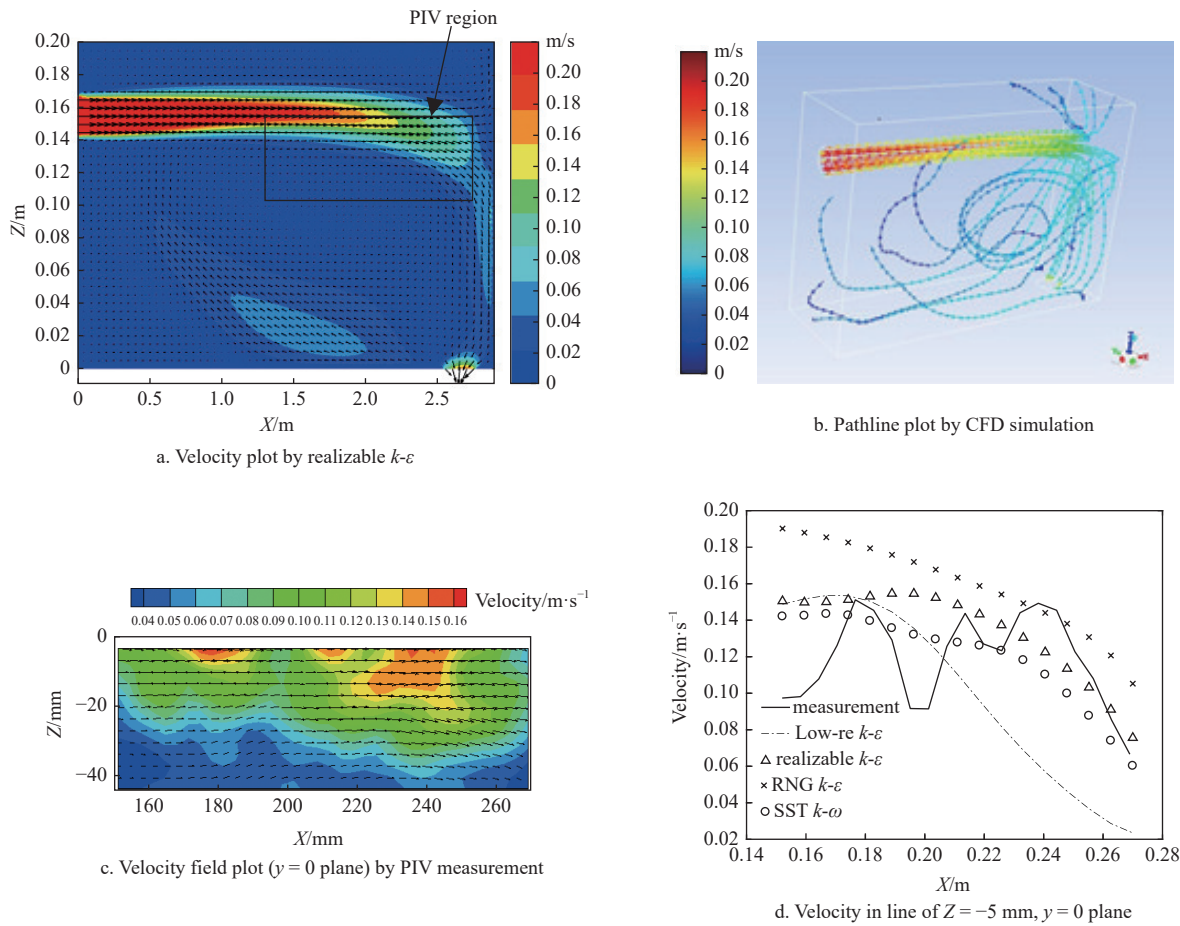 PIV region
m/s
0.20
0.18
0.16
0.14
0.12
0.10
0.08
0.06
0.04
0.02
0
Z/m
0.20
0.18
0.16
0.14
0.12
0.08
0.06
0.04
0.02
0
0 0.5 1.0 1.5 2.0 2.5
X/m
a. Velocity plot by realizable k-ε
m/s
0.20
0.18
0.16
0.14
0.12
0.10
0.08
0.06
0.04
0.02
0
b. Pathline plot by CFD simulation
Velocity/m·s⁻¹
0.04 0.05 0.06 0.07 0.08 0.09 0.10 0.11 0.12 0.13 0.14 0.15 0.16
Z/mm
0
−20
−40
160 180 200 220 240 260
X/mm
c. Velocity field plot (y = 0 plane) by PIV measurement
Velocity/m·s⁻¹
0.20
0.18
0.16
0.14
0.12
0.10
0.08
0.06
0.04
0.02
measurement
Low-re k-ε
realizable k-ε
RNG k-ε
SST k-ω
0.14 0.16 0.18 0.20 0.22 0.24 0.26 0.28
X/m
d. Velocity in line of Z = −5 mm, y = 0 plane